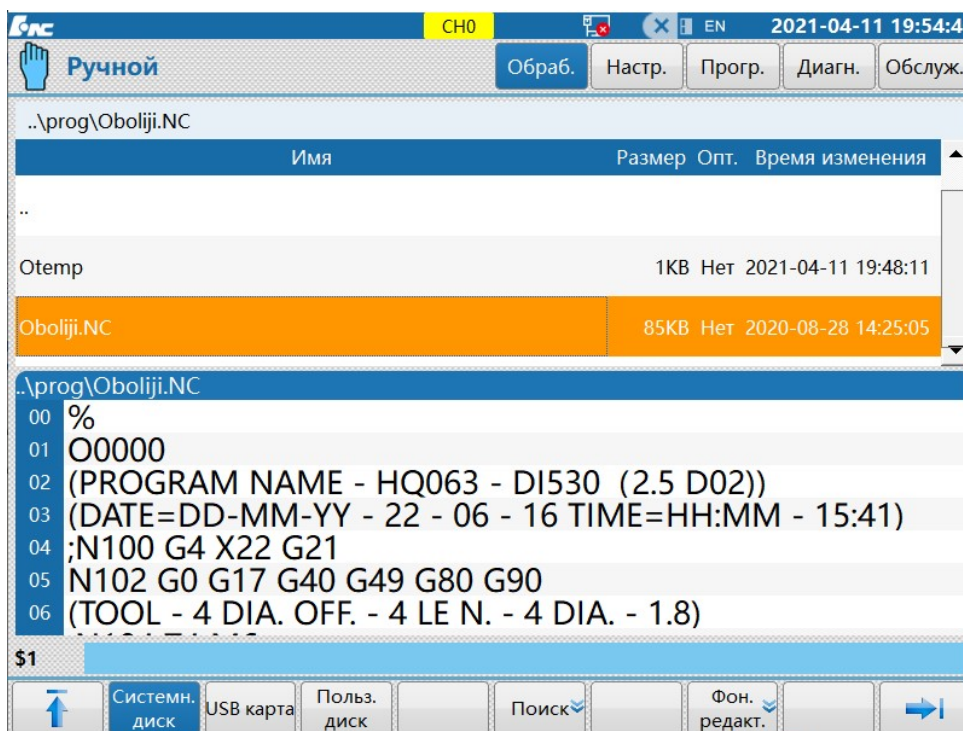 HNC CH0 EN 2021-04-11 19:54:4
Ручной Обраб. Настр. Прогр. Диагн. Обслуж.
..\prog\Oboliji.NC
Имя Размер Опт. Время изменения
..
Otemp 1KB Нет 2021-04-11 19:48:11
Oboliji.NC 85KB Нет 2020-08-28 14:25:05
..\prog\Oboliji.NC
00 %
01 O0000
02 (PROGRAM NAME - HQ063 - DI530 (2.5 D02))
03 (DATE=DD-MM-YY - 22 - 06 - 16 TIME=HH:MM - 15:41)
04 ;N100 G4 X22 G21
05 N102 G0 G17 G40 G49 G80 G90
06 (TOOL - 4 DIA. OFF. - 4 LE N. - 4 DIA. - 1.8)
$1
Системн. диск USB карта Польз. диск Поиск Фон. редакт.